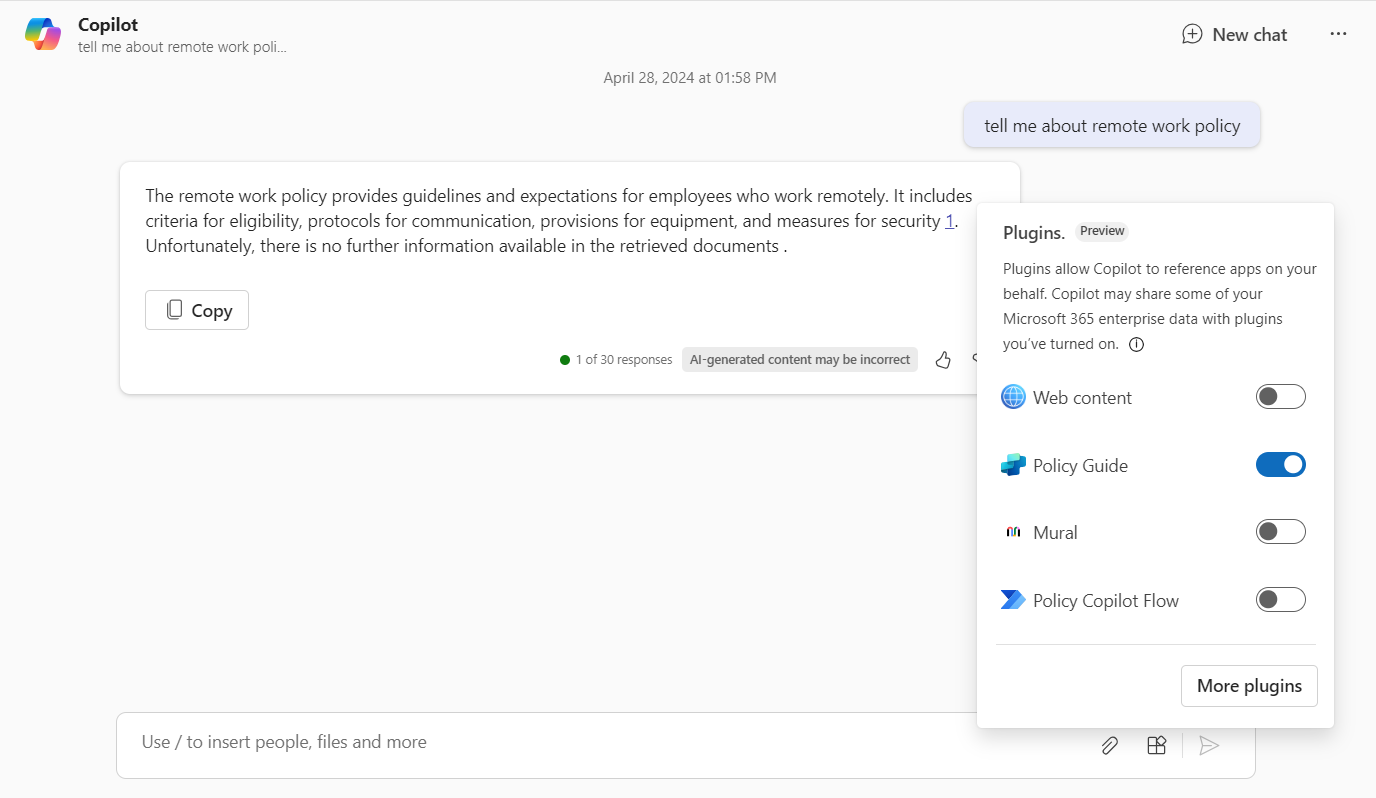 Copilot
tell me about remote work poli...
New chat
April 28, 2024 at 01:58 PM
tell me about remote work policy
The remote work policy provides guidelines and expectations for employees who work remotely. It includes
criteria for eligibility, protocols for communication, provisions for equipment, and measures for security 1.
Unfortunately, there is no further information available in the retrieved documents .
Copy
1 of 30 responses
AI-generated content may be incorrect
Plugins. Preview
Plugins allow Copilot to reference apps on your
behalf. Copilot may share some of your
Microsoft 365 enterprise data with plugins
you've turned on.
Web content
Policy Guide
Mural
Policy Copilot Flow
More plugins
Use / to insert people, files and more